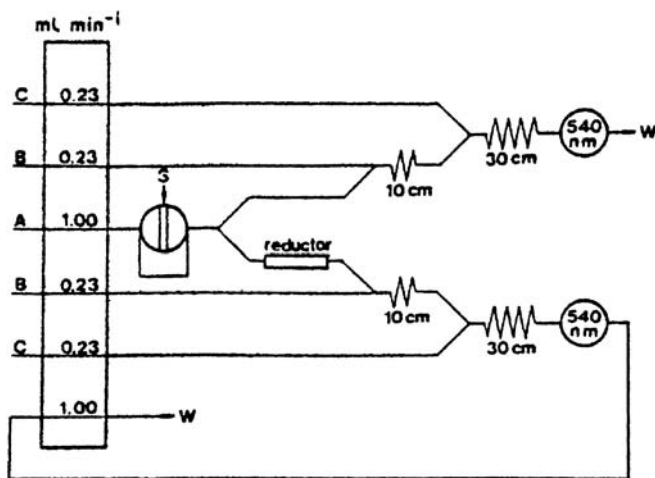 ml min⁻¹
C 0.23
540 nm
W
30 cm
B 0.23
10 cm
S
A 1.00
reductor
B 0.23
10 cm
540 nm
30 cm
C 0.23
1.00 W